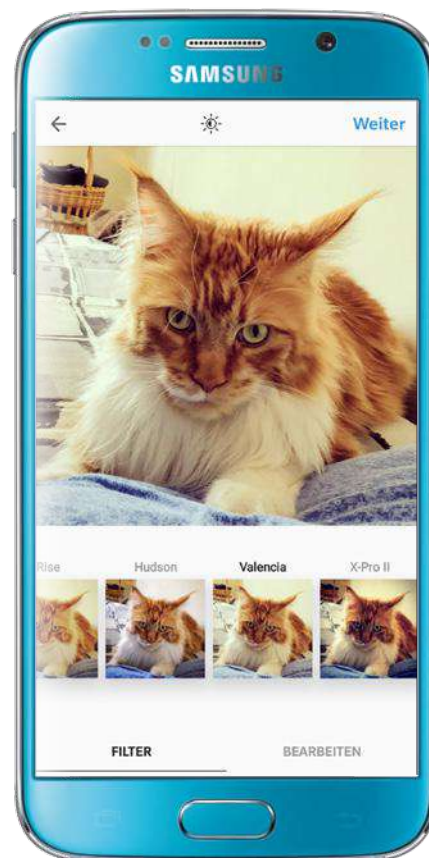 SAMSUNG
Weiter
Rise
Hudson
Valencia
X-Pro II
FILTER
BEARBEITEN